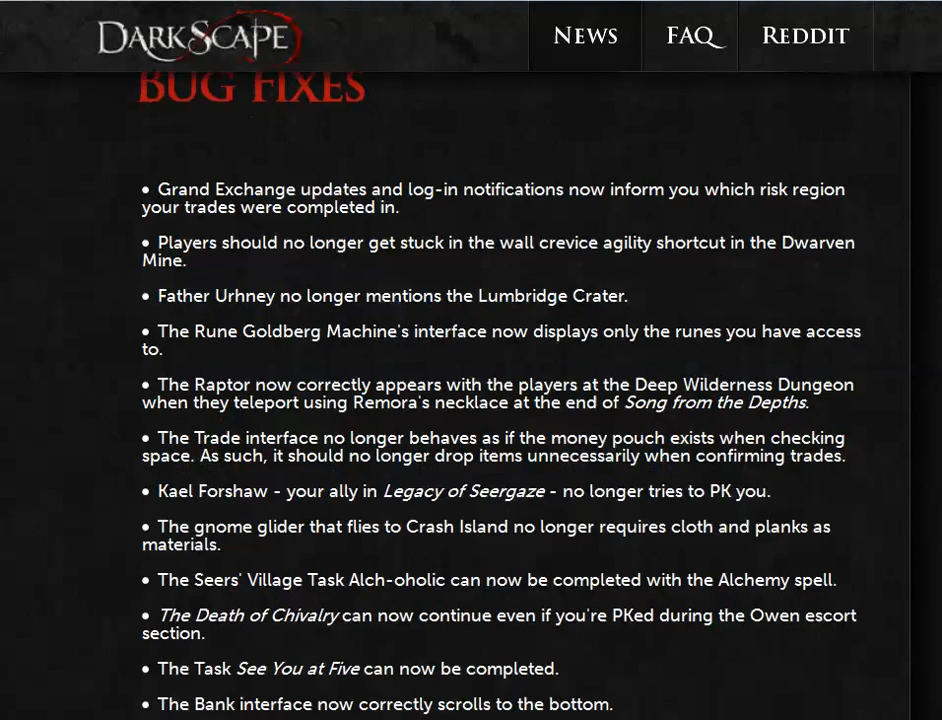 DARKSCAPE
NEWS FAQ REDDIT
BUG FIXES
• Grand Exchange updates and log-in notifications now inform you which risk region
your trades were completed in.
• Players should no longer get stuck in the wall crevice agility shortcut in the Dwarven
Mine.
• Father Urhney no longer mentions the Lumbridge Crater.
• The Rune Goldberg Machine's interface now displays only the runes you have access
to.
• The Raptor now correctly appears with the players at the Deep Wilderness Dungeon
when they teleport using Remora's necklace at the end of Song from the Depths.
• The Trade interface no longer behaves as if the money pouch exists when checking
space. As such, it should no longer drop items unnecessarily when confirming trades.
• Kael Forshaw - your ally in Legacy of Seergaze - no longer tries to PK you.
• The gnome glider that flies to Crash Island no longer requires cloth and planks as
materials.
• The Seers' Village Task Alch-oholic can now be completed with the Alchemy spell.
• The Death of Chivalry can now continue even if you're PKed during the Owen escort
section.
• The Task See You at Five can now be completed.
• The Bank interface now correctly scrolls to the bottom.